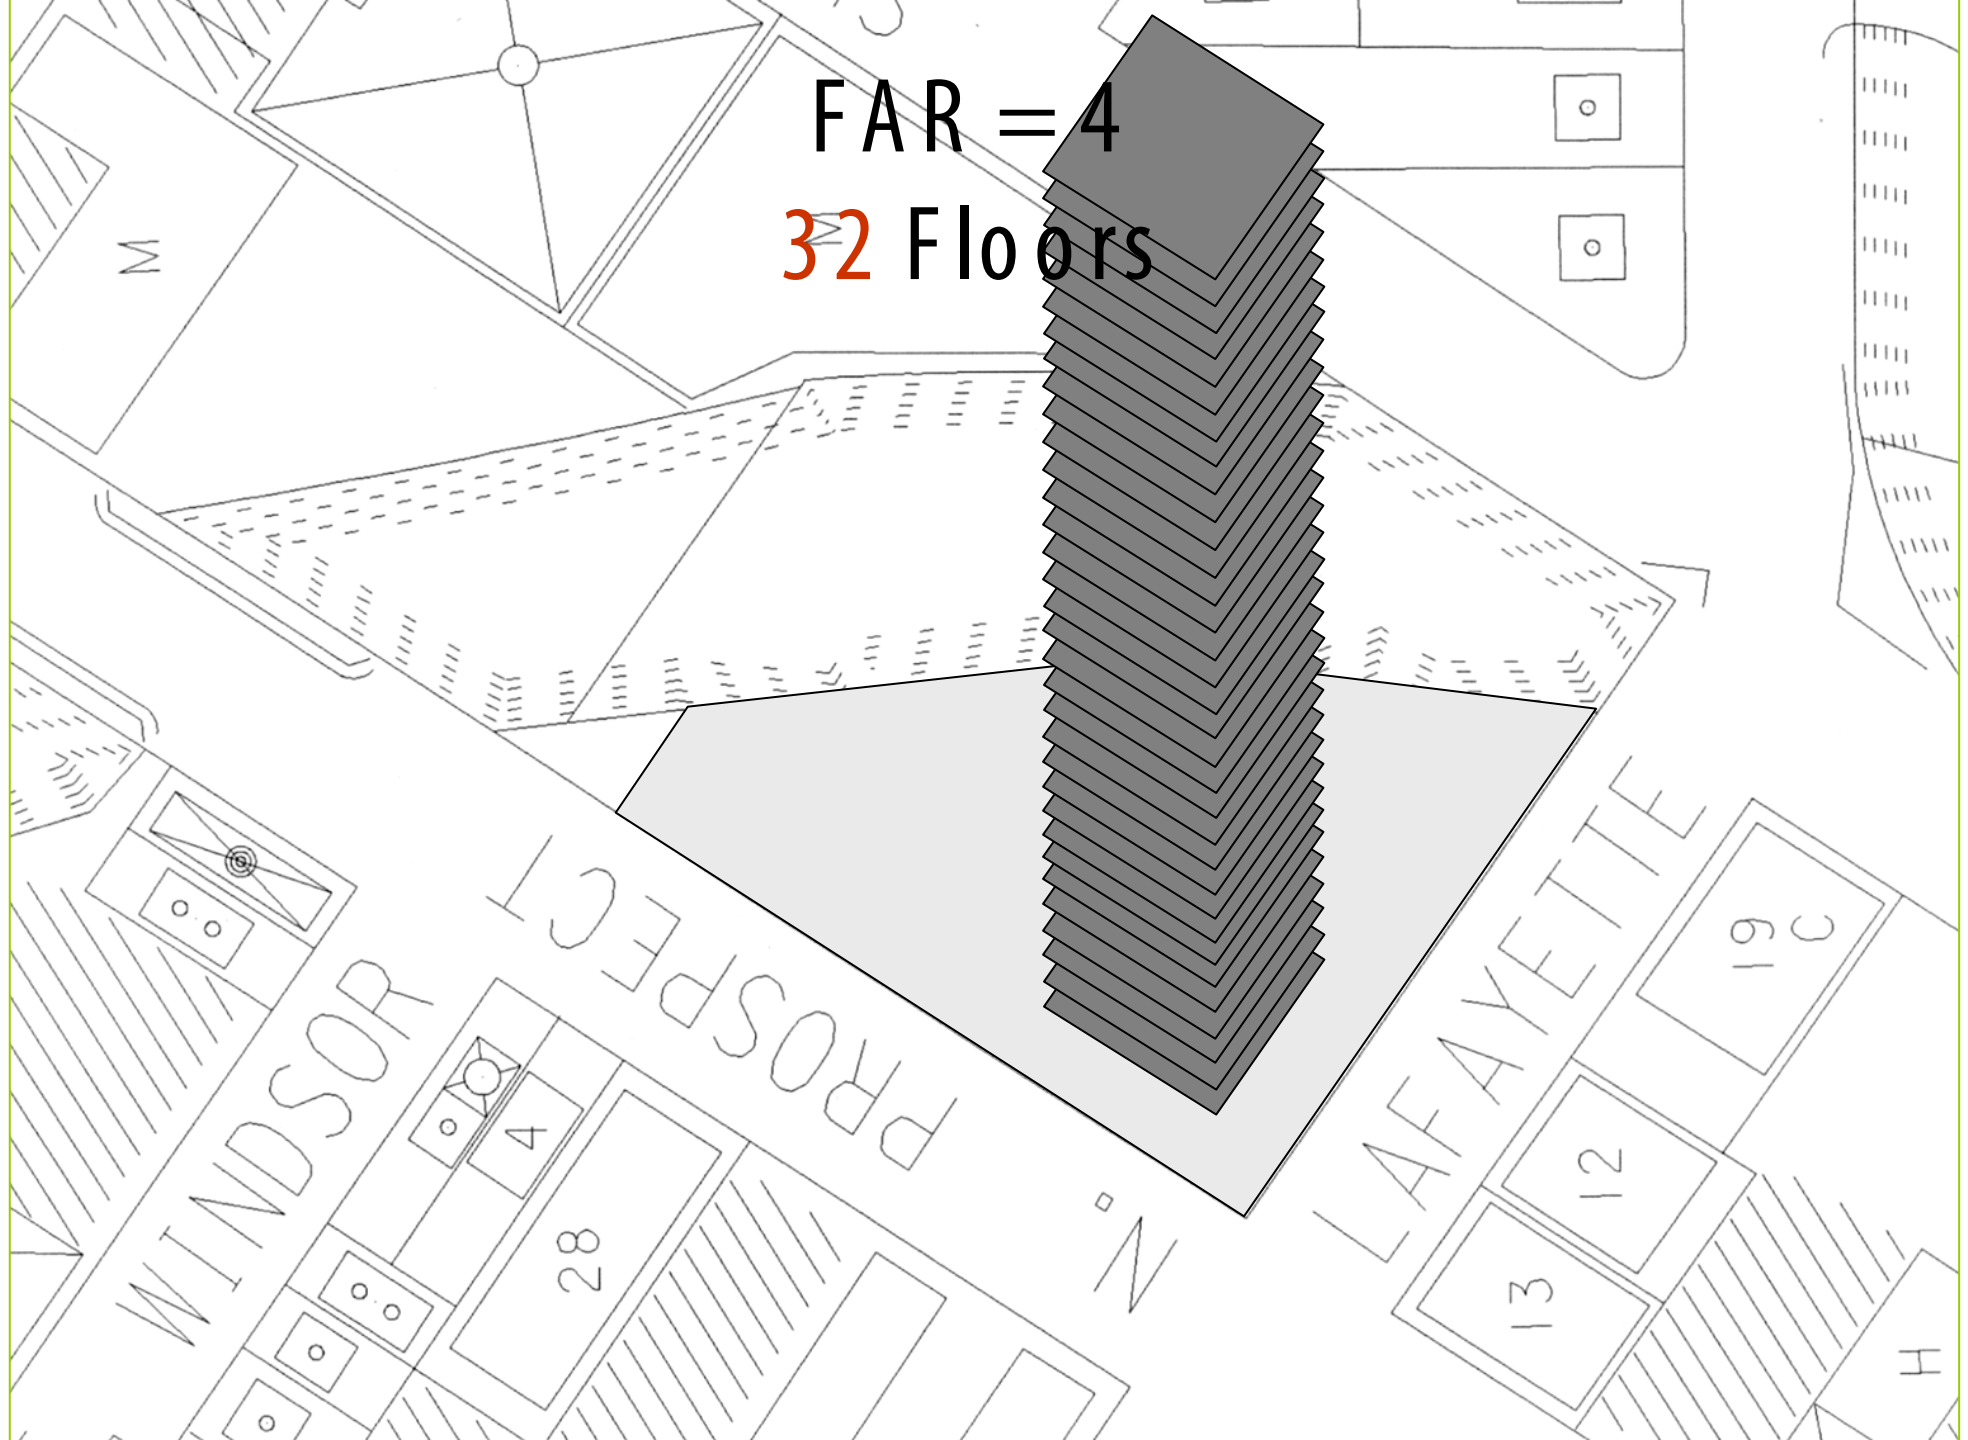 FAR = 4
32 Floors
M
M
PROSPECT
N.
WINDSOR
LAFAYETTE
4
28
19
C
12
13
H